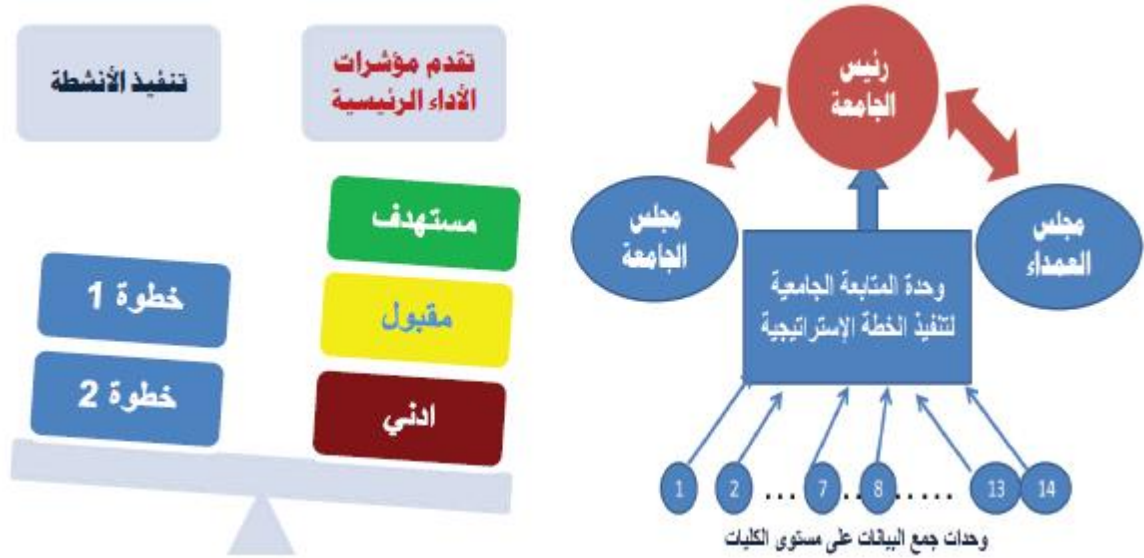 رئيس
الجامعة
مجلس
العمداء
مجلس
الجامعة
وحدة المتابعة الجامعية
لتنفيذ الخطة الإستراتيجية
1 2 ... 7 .. 8 ..... 13 14
وحدات جمع البيانات على مستوى الكليات
تقدم مؤشرات
الأداء الرئيسية
مستهدف
مقبول
ادني
تنفيذ الأنشطة
خطوة 1
خطوة 2